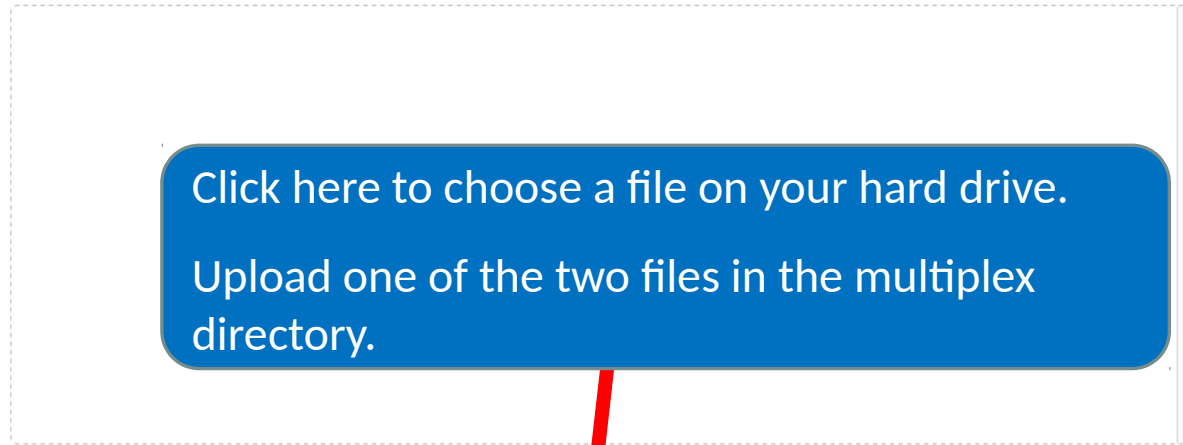 Click here to choose a file on your hard drive.
Upload one of the two files in the multiplex
directory.